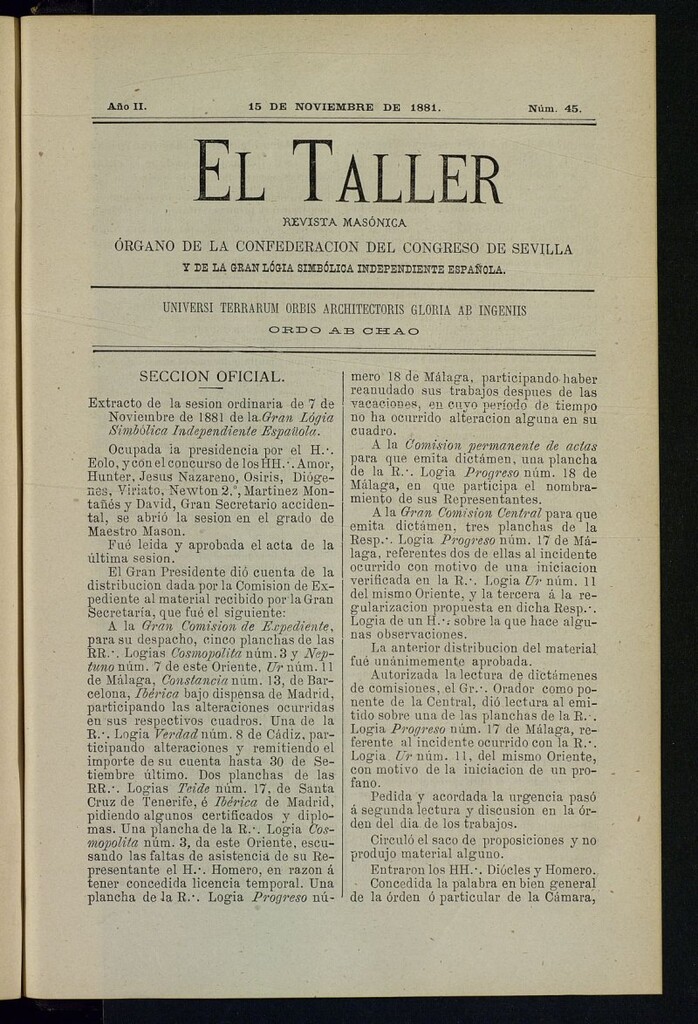 Año II.
15 DE NOVIEMBRE DE 1881.
Núm. 45.
EL TALLER
REVISTA MASÓNICA
ÓRGANO DE LA CONFEDERACION DEL CONGRESO DE SEVILLA
Y DE LA GRAN LÓGIA SIMBÓLICA INDEPENDIENTE ESPAÑOLA.
UNIVERSI TERRARUM ORBIS ARCHITECTORIS GLORIA AB INGENIIS
ORDO AB CHAO
SECCION OFICIAL.
Extracto de la sesion ordinaria de 7 de
Noviembre de 1881 de la Gran Lógia
Simbólica Independiente Española.
Ocupada la presidencia por el H.·.
Eolo, y con el concurso de los HH.·. Amor,
Hunter, Jesus Nazareno, Osiris, Dióge-
nes, Viriato, Newton 2.º, Martinez Mon-
tañés y David, Gran Secretario acciden-
tal, se abrió la sesion en el grado de
Maestro Mason.
Fué leida y aprobada el acta de la
última sesion.
El Gran Presidente dió cuenta de la
distribucion dada por la Comision de Ex-
pediente al material recibido por la Gran
Secretaría, que fué el siguiente:
A la Gran Comision de Expediente,
para su despacho, cinco planchas de las
RR.·. Logias Cosmopolita núm. 3 y Nep-
tuno núm. 7 de este Oriente, Ur núm. 11
de Málaga, Constancia núm. 13, de Bar-
celona, Ibérica bajo dispensa de Madrid,
participando las alteraciones ocurridas
en sus respectivos cuadros. Una de la
R.·. Logia Verdad núm. 8 de Cádiz, par-
ticipando alteraciones y remitiendo el
importe de su cuenta hasta 30 de Se-
tiembre último. Dos planchas de las
RR.·. Logias Teide núm. 17, de Santa
Cruz de Tenerife, é Ibérica de Madrid,
pidiendo algunos certificados y diplo-
mas. Una plancha de la R.·. Logia Cos-
mopolita núm. 3, da este Oriente, escu-
sando las faltas de asistencia de su Re-
presentante el H.·. Homero, en razon á
tener concedida licencia temporal. Una
plancha de la R.·. Logia Progreso nú-
mero 18 de Málaga, participando haber
reanudado sus trabajos despues de las
vacaciones, en cuyo período de tiempo
no ha ocurrido alteracion alguna en su
cuadro.
A la Comision permanente de actas
para que emita dictámen, una plancha
de la R.·. Logia Progreso núm. 18 de
Málaga, en que participa el nombra-
miento de sus Representantes.
A la Gran Comision Central para que
emita dictámen, tres planchas de la
Resp.·. Logia Progreso núm. 17 de Má-
laga, referentes dos de ellas al incidente
ocurrido con motivo de una iniciacion
verificada en la R.·. Logia Ur núm. 11
del mismo Oriente, y la tercera á la re-
gularizacion propuesta en dicha Resp.·.
Logia de un H.·. sobre la que hace algu-
nas observaciones.
La anterior distribucion del material
fué unánimemente aprobada.
Autorizada la lectura de dictámenes
de comisiones, el Gr.·. Orador como po-
nente de la Central, dió lectura al emi-
tido sobre una de las planchas de la R.·.
Logia Progreso núm. 17 de Málaga, re-
ferente al incidente ocurrido con la R.·.
Logia Ur núm. 11, del mismo Oriente,
con motivo de la iniciacion de un pro-
fano.
Pedida y acordada la urgencia pasó
á segunda lectura y discusion en la ór-
den del dia de los trabajos.
Circuló el saco de proposiciones y no
produjo material alguno.
Entraron los HH.·. Diócles y Homero.
Concedida la palabra en bien general
de la órden ó particular de la Cámara,